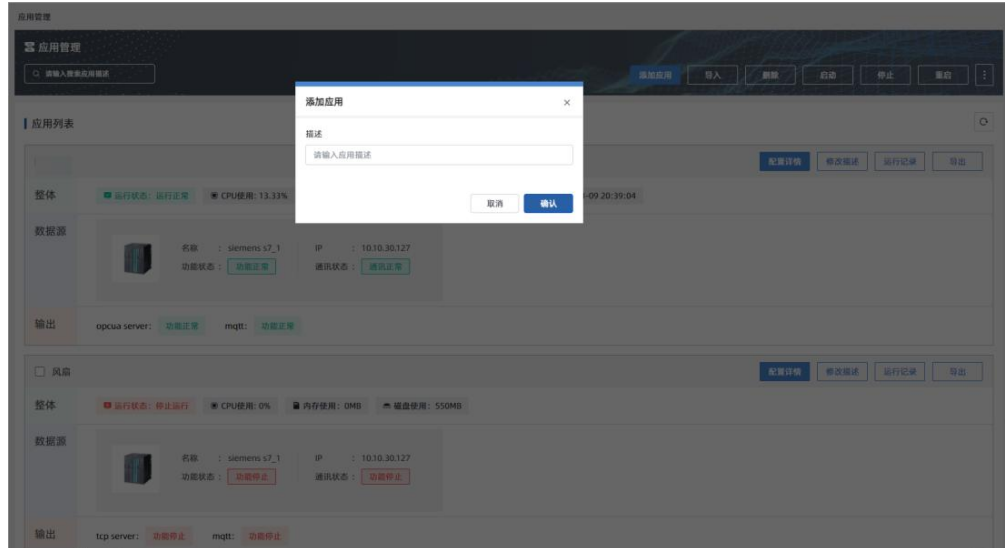 应用管理
应用管理
请输入搜索应用描述
添加应用 导入 删除 启动 停止 重启
添加应用
描述
请输入应用描述
取消 确认
应用列表
配置详情 修改描述 运行记录 导出
整体 运行状态：运行正常 CPU使用: 13.33% -09 20:39:04
数据源
名称 : siemens s7_1 IP : 10.10.30.127
功能状态： 功能正常 通讯状态： 通讯正常
输出 opcua server: 功能正常 mqtt: 功能正常
风扇 配置详情 修改描述 运行记录 导出
整体 运行状态：停止运行 CPU使用: 0% 内存使用: 0MB 磁盘使用: 550MB
数据源
名称 : siemens s7_1 IP : 10.10.30.127
功能状态： 功能停止 通讯状态： 功能停止
输出 tcp server: 功能停止 mqtt: 功能停止